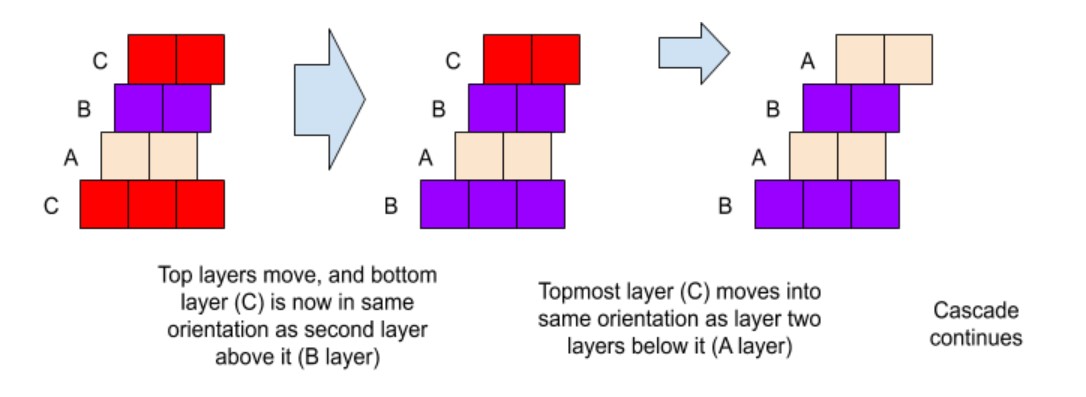 C
B
A
C
C
B
A
B
A
B
A
B
Top layers move, and bottom
layer (C) is now in same
orientation as second layer
above it (B layer)
Topmost layer (C) moves into
same orientation as layer two
layers below it (A layer)
Cascade
continues